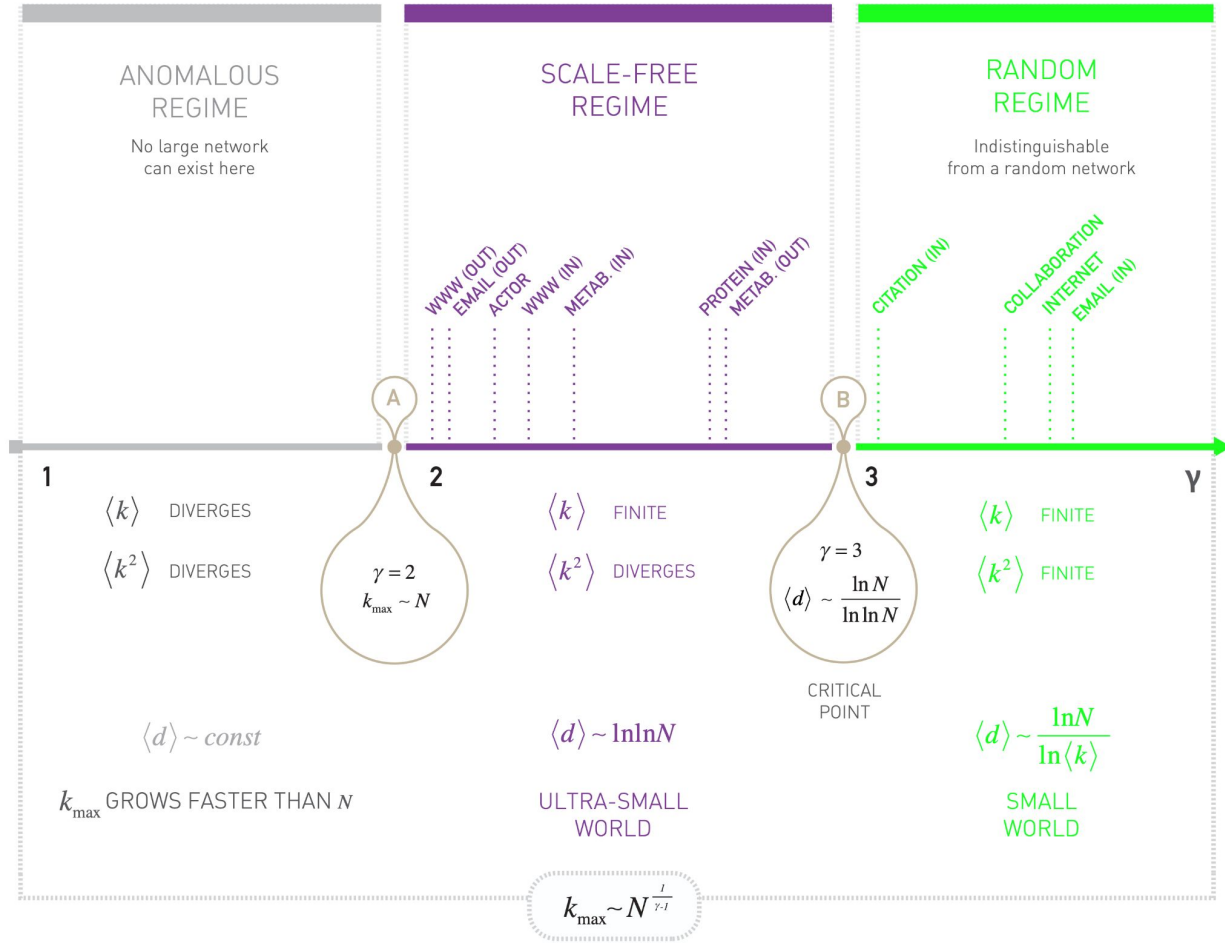 ANOMALOUS
REGIME
No large network
can exist here
SCALE-FREE
REGIME
RANDOM
REGIME
Indistinguishable
from a random network
WWW (OUT)
EMAIL (OUT)
ACTOR
WWW (IN)
METAB. (IN)
PROTEIN (IN)
METAB. (OUT)
CITATION (IN)
COLLABORATION
INTERNET
EMAIL (IN)
A
B
1
2
3
γ
⟨k⟩ DIVERGES
⟨k²⟩ DIVERGES
γ = 2
k_max ~ N
⟨k⟩ FINITE
⟨k²⟩ DIVERGES
γ = 3
⟨d⟩ ~ ln N / ln ln N
CRITICAL
POINT
⟨k⟩ FINITE
⟨k²⟩ FINITE
⟨d⟩ ~ const
k_max GROWS FASTER THAN N
⟨d⟩ ~ lnlnN
ULTRA-SMALL
WORLD
⟨d⟩ ~ lnN / ln⟨k⟩
SMALL
WORLD
k_max ~ N^(1/(γ-1))